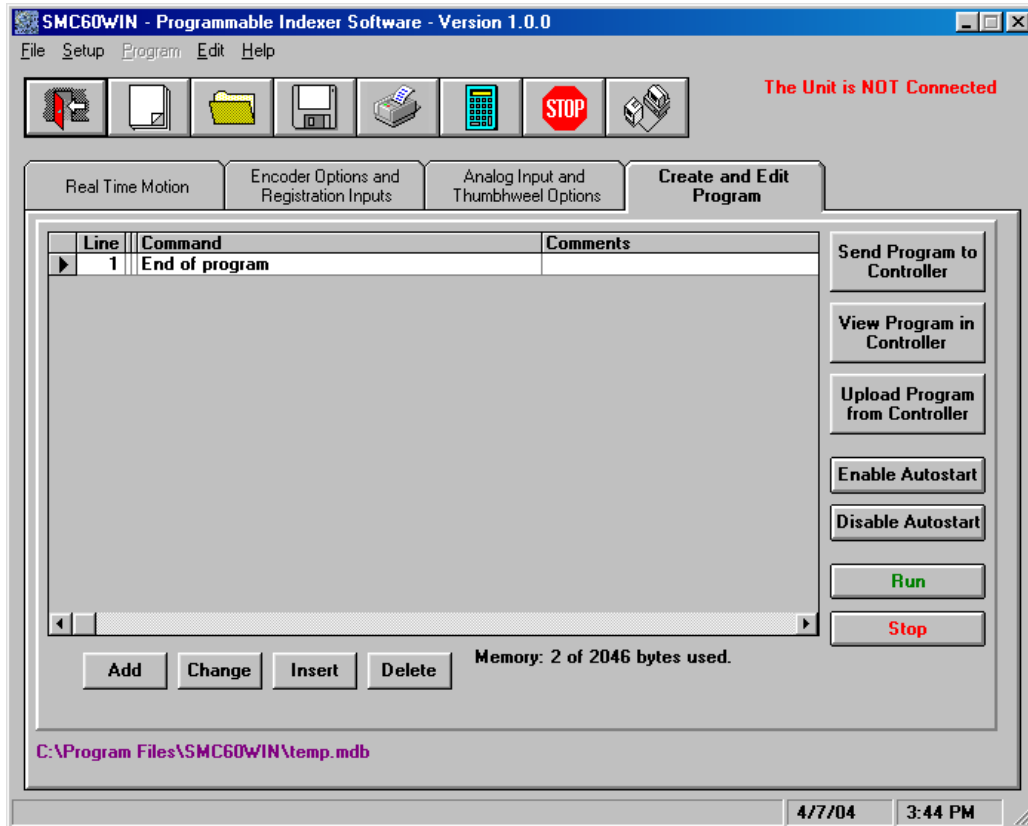 SMC60WIN - Programmable Indexer Software - Version 1.0.0
File Setup Program Edit Help
STOP
The Unit is NOT Connected
Real Time Motion
Encoder Options and
Registration Inputs
Analog Input and
Thumbhweel Options
Create and Edit
Program
Line Command Comments
1 End of program
Send Program to
Controller
View Program in
Controller
Upload Program
from Controller
Enable Autostart
Disable Autostart
Run
Stop
Add Change Insert Delete
Memory: 2 of 2046 bytes used.
C:\Program Files\SMC60WIN\temp.mdb
4/7/04 3:44 PM